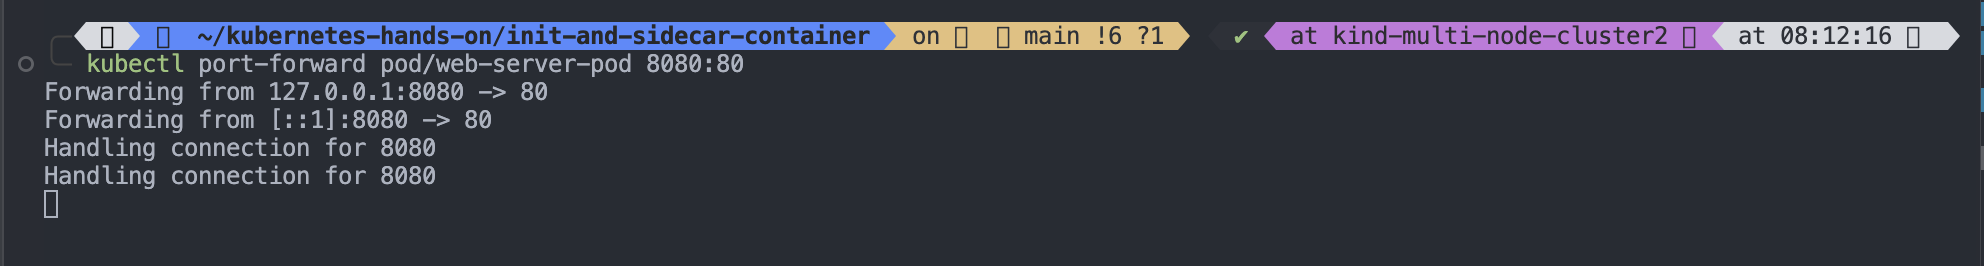 ~/kubernetes-hands-on/init-and-sidecar-container on main !6 ?1 ✔ at kind-multi-node-cluster2 at 08:12:16
kubectl port-forward pod/web-server-pod 8080:80
Forwarding from 127.0.0.1:8080 -> 80
Forwarding from [::1]:8080 -> 80
Handling connection for 8080
Handling connection for 8080